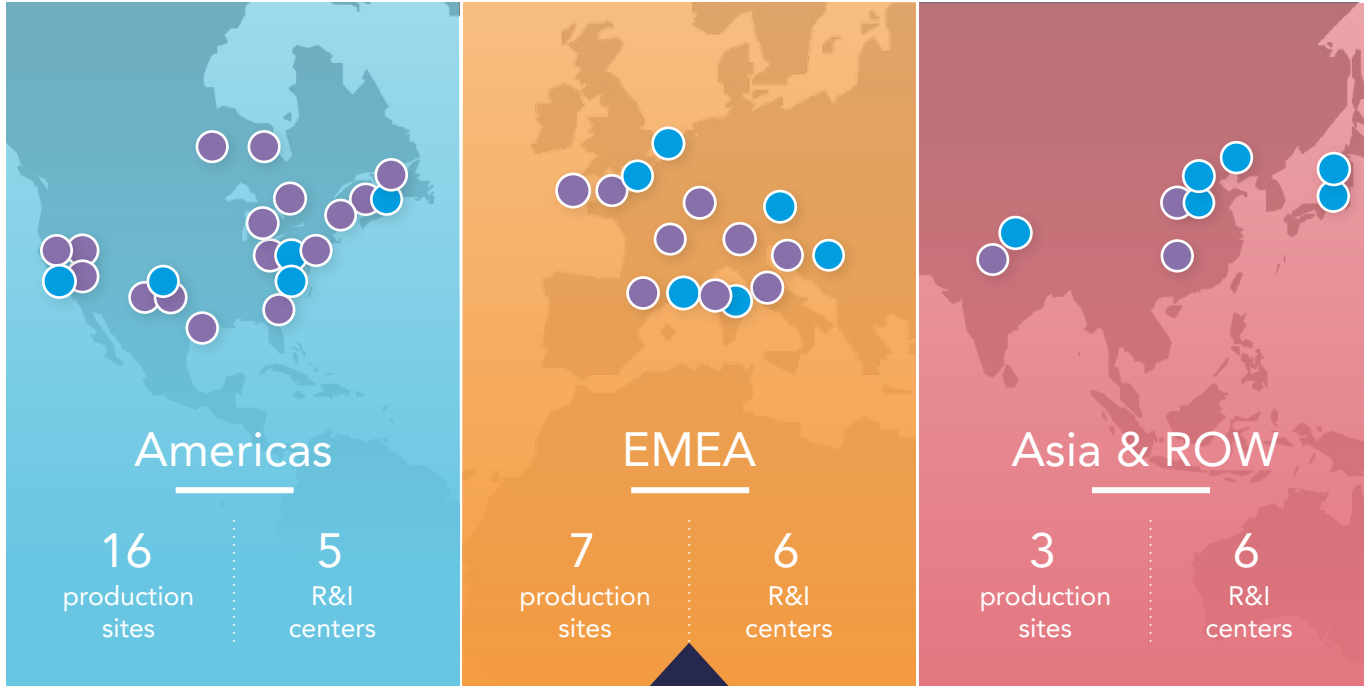 Americas
16
production
sites
5
R&I
centers
EMEA
7
production
sites
6
R&I
centers
Asia & ROW
3
production
sites
6
R&I
centers